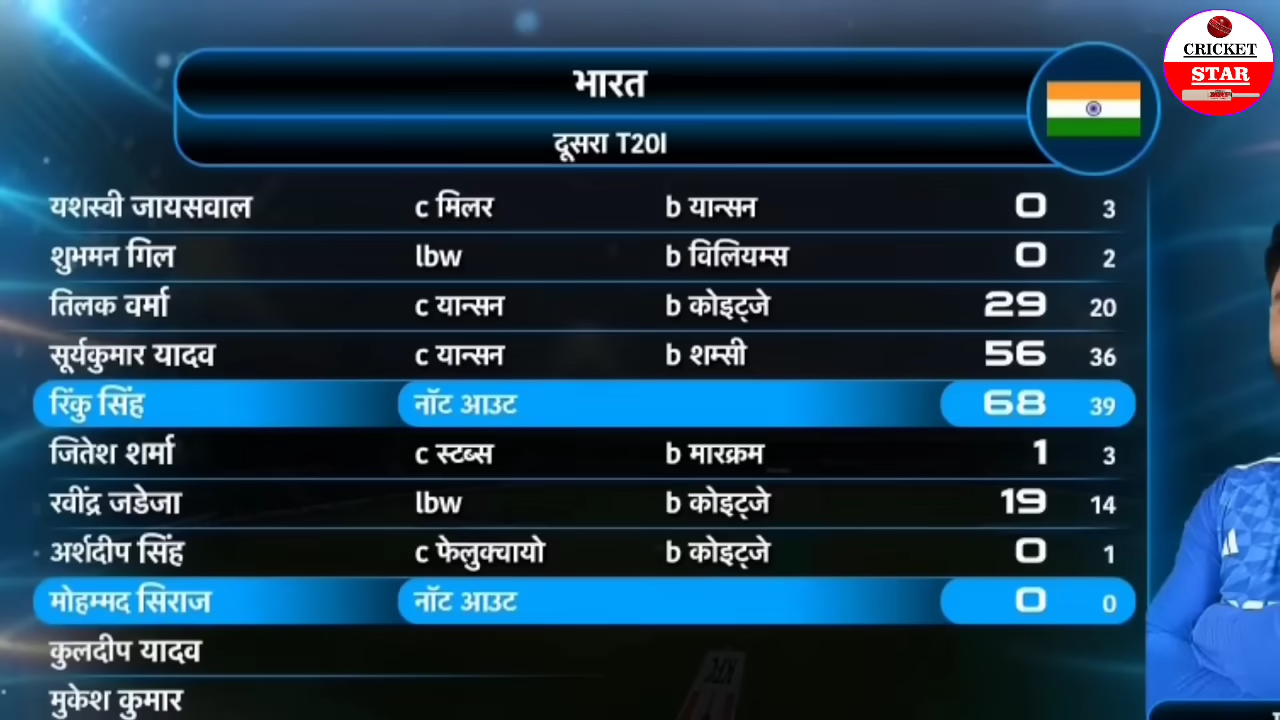 CRICKET
STAR
भारत
दूसरा T20I
यशस्वी जायसवाल c मिलर b यान्सन 0 3
शुभमन गिल lbw b विलियम्स 0 2
तिलक वर्मा c यान्सन b कोइट्जे 29 20
सूर्यकुमार यादव c यान्सन b शम्सी 56 36
रिंकु सिंह नॉट आउट 68 39
जितेश शर्मा c स्टब्स b मारक्रम 1 3
रवींद्र जडेजा lbw b कोइट्जे 19 14
अर्शदीप सिंह c फेलुक्वायो b कोइट्जे 0 1
मोहम्मद सिराज नॉट आउट 0 0
कुलदीप यादव
मुकेश कुमार